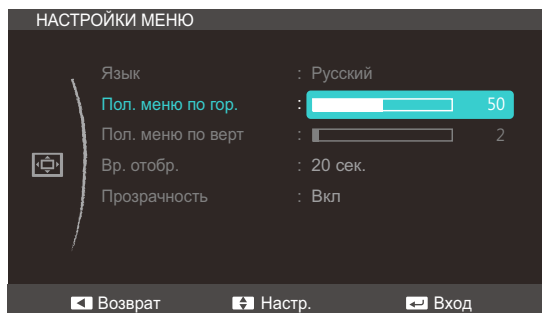 НАСТРОЙКИ МЕНЮ
Язык : Русский
Пол. меню по гор. : 50
Пол. меню по верт : 2
Вр. отобр. : 20 сек.
Прозрачность : Вкл
Возврат Настр. Вход